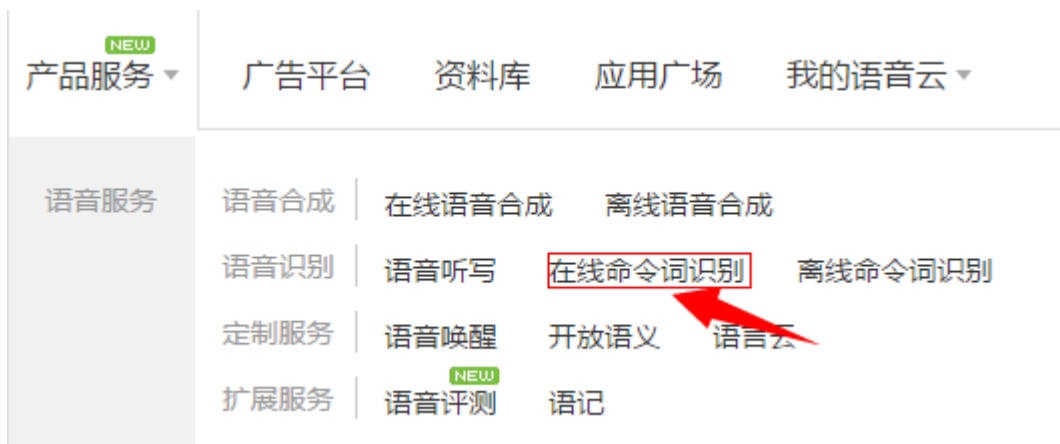 NEW
产品服务 广告平台 资料库 应用广场 我的语音云
语音服务 语音合成 在线语音合成 离线语音合成
语音识别 语音听写 在线命令词识别 离线命令词识别
定制服务 语音唤醒 开放语义 语言云
NEW
扩展服务 语音评测 语记